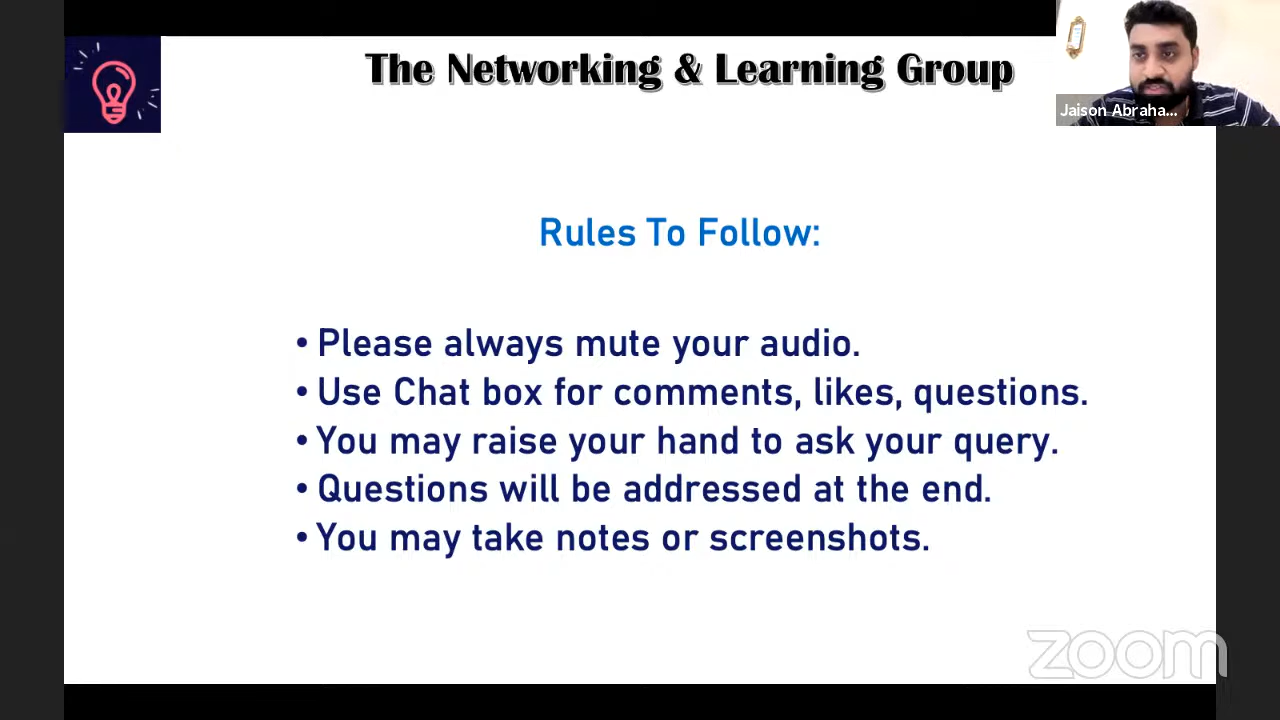 The Networking & Learning Group
Jaison Abraha...
Rules To Follow:
• Please always mute your audio.
• Use Chat box for comments, likes, questions.
• You may raise your hand to ask your query.
• Questions will be addressed at the end.
• You may take notes or screenshots.
zoom